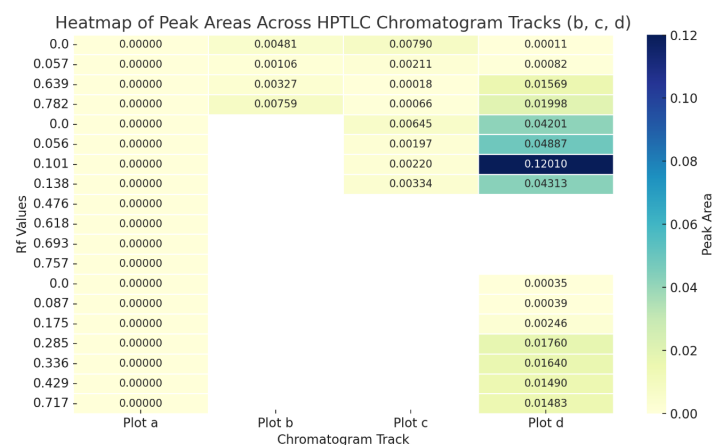 Heatmap of Peak Areas Across HPTLC Chromatogram Tracks (b, c, d)
0.0 0.00000 0.00481 0.00790 0.00011
0.057 0.00000 0.00106 0.00211 0.00082
0.639 0.00000 0.00327 0.00018 0.01569
0.782 0.00000 0.00759 0.00066 0.01998
0.0 0.00000 0.00645 0.04201
0.056 0.00000 0.00197 0.04887
0.101 0.00000 0.00220 0.12010
0.138 0.00000 0.00334 0.04313
0.476 0.00000
0.618 0.00000
0.693 0.00000
0.757 0.00000
0.0 0.00000 0.00035
0.087 0.00000 0.00039
0.175 0.00000 0.00246
0.285 0.00000 0.01760
0.336 0.00000 0.01640
0.429 0.00000 0.01490
0.717 0.00000 0.01483
Rf Values
Plot a Plot b Plot c Plot d
Chromatogram Track
0.12
0.10
0.08
0.06
0.04
0.02
0.00
Peak Area